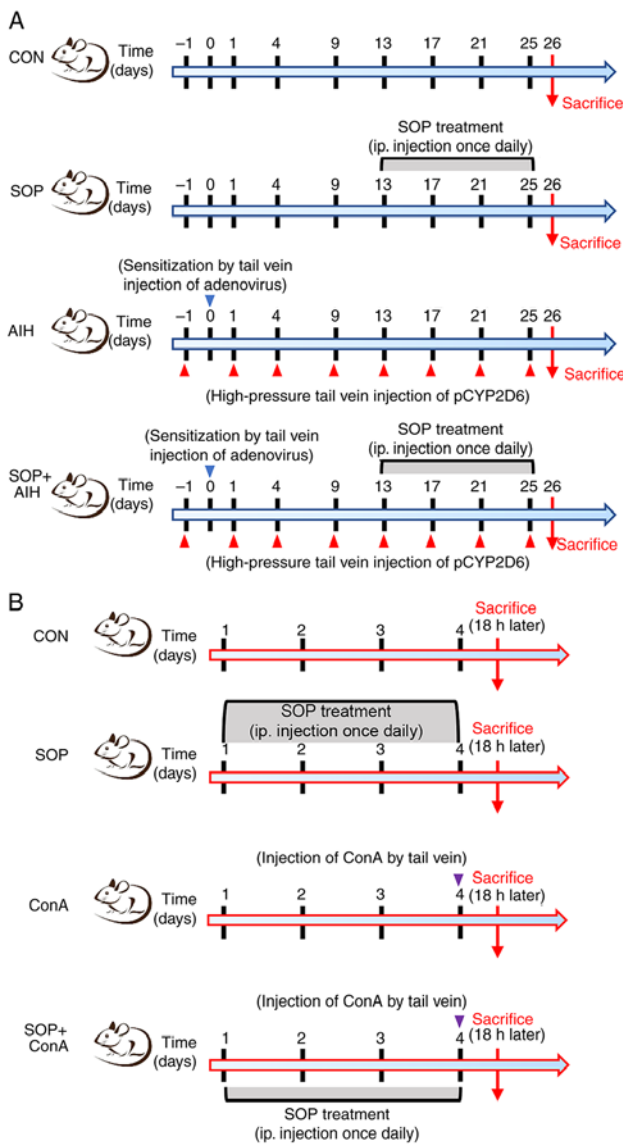 A
CON
Time
(days)
–1 0 1 4 9 13 17 21 25 26
Sacrifice
SOP treatment
(ip. injection once daily)
SOP
Time
(days)
–1 0 1 4 9 13 17 21 25 26
Sacrifice
(Sensitization by tail vein
injection of adenovirus)
AIH
Time
(days)
–1 0 1 4 9 13 17 21 25 26
Sacrifice
(High-pressure tail vein injection of pCYP2D6)
(Sensitization by tail vein
injection of adenovirus)
SOP treatment
(ip. injection once daily)
SOP+
AIH
Time
(days)
–1 0 1 4 9 13 17 21 25 26
Sacrifice
(High-pressure tail vein injection of pCYP2D6)
B
CON
Time
(days)
1 2 3 4
Sacrifice
(18 h later)
SOP treatment
(ip. injection once daily)
SOP
Time
(days)
1 2 3 4
Sacrifice
(18 h later)
(Injection of ConA by tail vein)
ConA
Time
(days)
1 2 3 4
Sacrifice
(18 h later)
(Injection of ConA by tail vein)
SOP+
ConA
Time
(days)
1 2 3 4
Sacrifice
(18 h later)
SOP treatment
(ip. injection once daily)